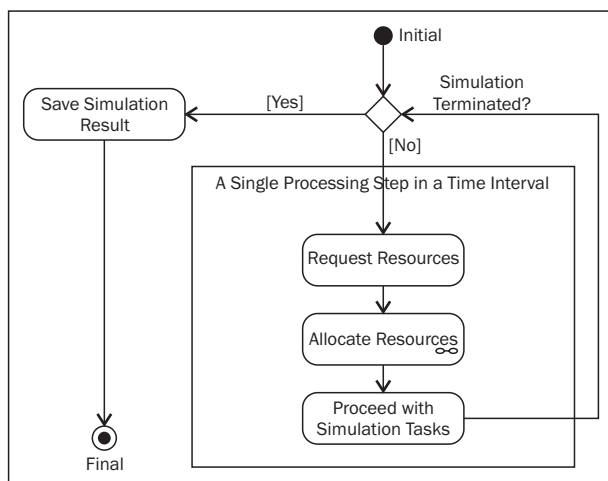 Initial
Simulation
Terminated?
Save Simulation
Result
[Yes]
[No]
A Single Processing Step in a Time Interval
Request Resources
Allocate Resources
Proceed with
Simulation Tasks
Final